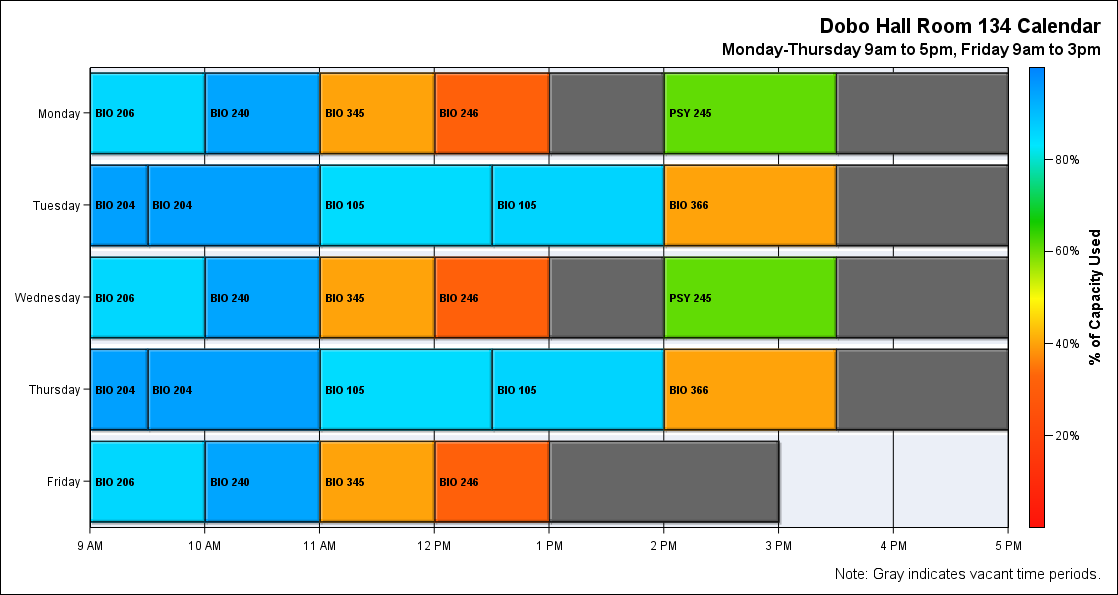 Dobo Hall Room 134 Calendar
Monday-Thursday 9am to 5pm, Friday 9am to 3pm
Monday
BIO 206
BIO 240
BIO 345
BIO 246
PSY 245
Tuesday
BIO 204
BIO 204
BIO 105
BIO 105
BIO 366
Wednesday
BIO 206
BIO 240
BIO 345
BIO 246
PSY 245
Thursday
BIO 204
BIO 204
BIO 105
BIO 105
BIO 366
Friday
BIO 206
BIO 240
BIO 345
BIO 246
9 AM
10 AM
11 AM
12 PM
1 PM
2 PM
3 PM
4 PM
5 PM
80%
60%
40%
20%
% of Capacity Used
Note: Gray indicates vacant time periods.